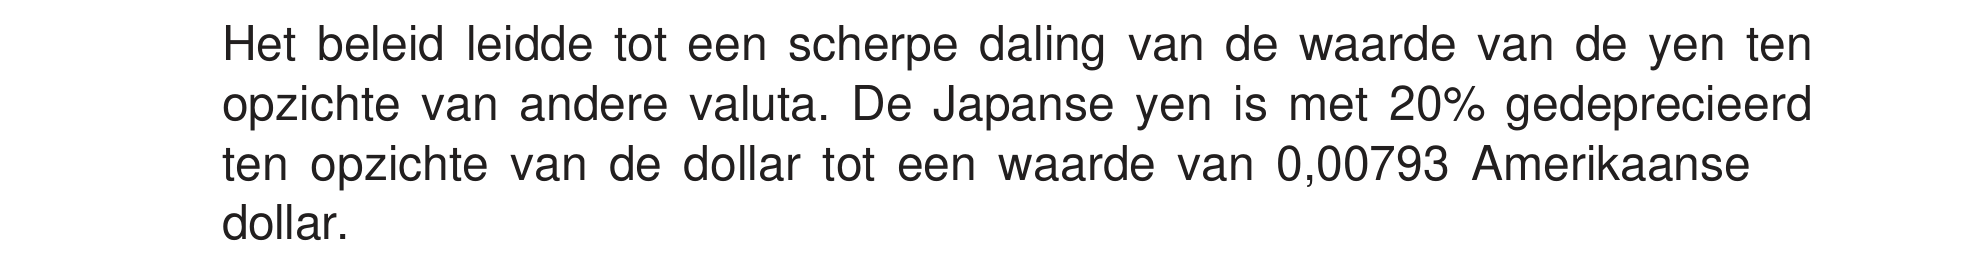 Het beleid leidde tot een scherpe daling van de waarde van de yen ten
opzichte van andere valuta. De Japanse yen is met 20% gedeprecieerd
ten opzichte van de dollar tot een waarde van 0,00793 Amerikaanse
dollar.